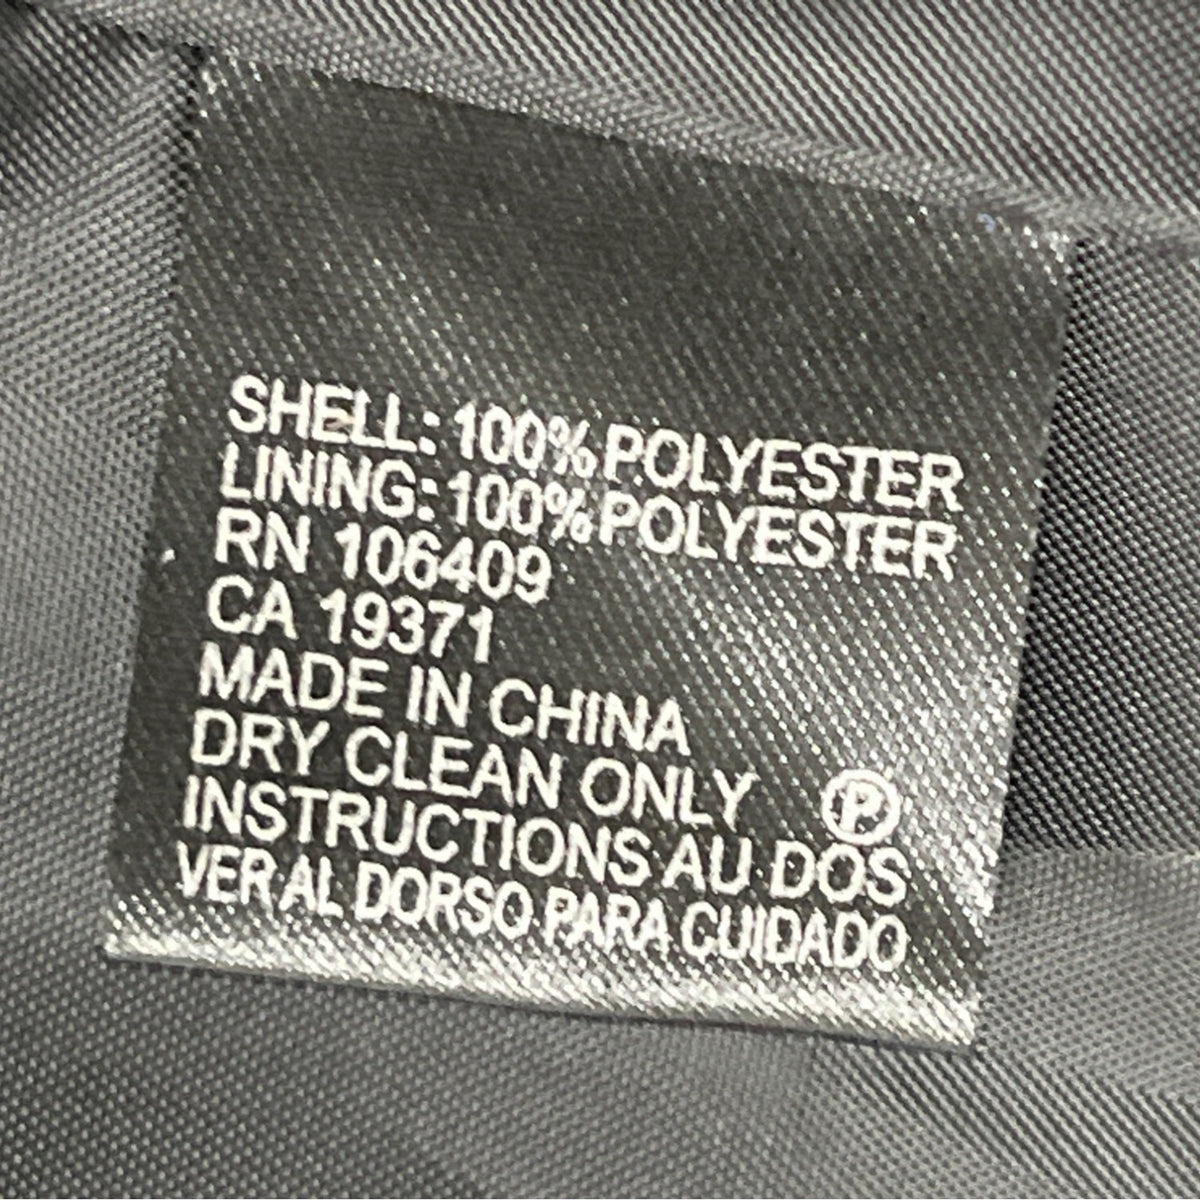 SHELL: 100% POLYESTER
LINING: 100% POLYESTER
RN 106409
CA 19371
MADE IN CHINA
DRY CLEAN ONLY P
INSTRUCTIONS AU DOS
VER AL DORSO PARA CUIDADO